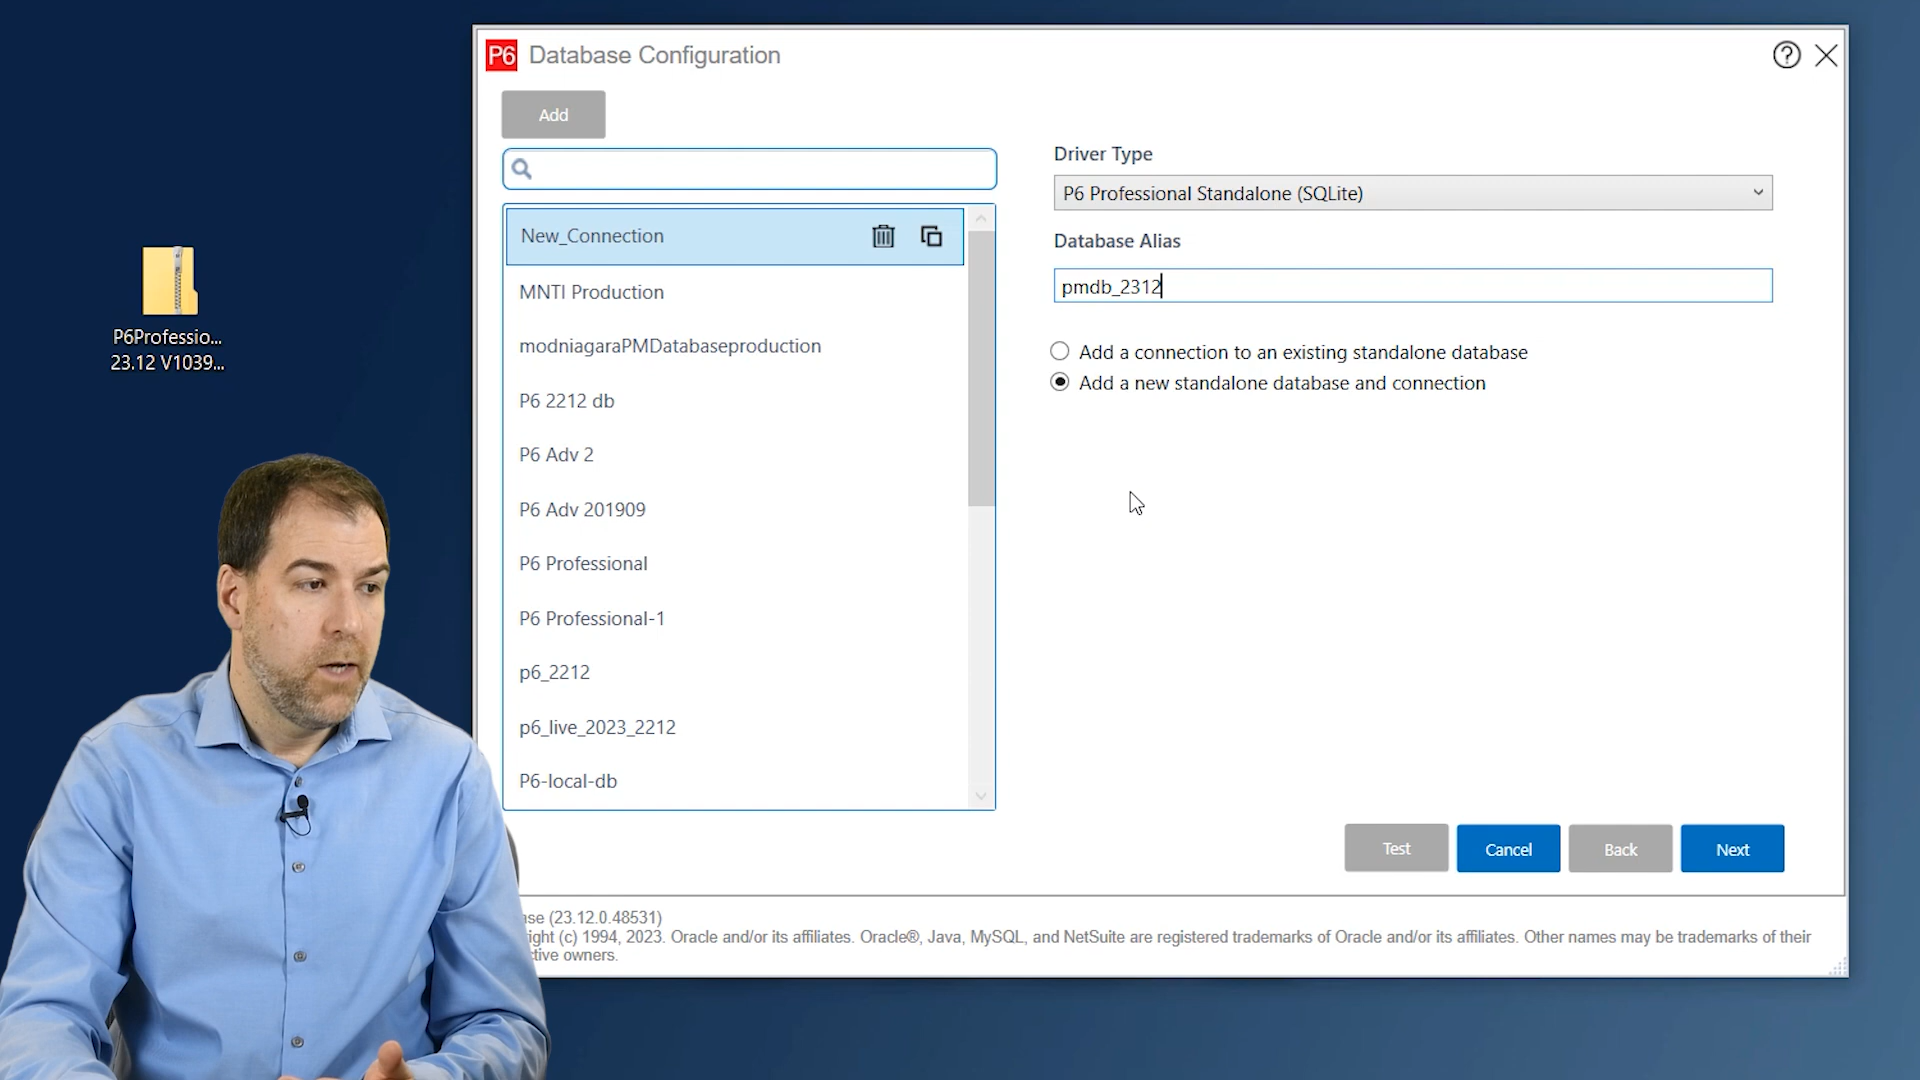 P6 Database Configuration
Add
New_Connection
MNTI Production
modniagaraPMDatabaseproduction
P6 2212 db
P6 Adv 2
P6 Adv 201909
P6 Professional
P6 Professional-1
p6_2212
p6_live_2023_2212
P6-local-db
Driver Type
P6 Professional Standalone (SQLite)
Database Alias
pmdb_2312
Add a connection to an existing standalone database
Add a new standalone database and connection
Test
Cancel
Back
Next
P6Professio...
23.12 V1039...
(23.12.0.48531)
(c) 1994, 2023. Oracle and/or its affiliates. Oracle®, Java, MySQL, and NetSuite are registered trademarks of Oracle and/or its affiliates. Other names may be trademarks of their
owners.